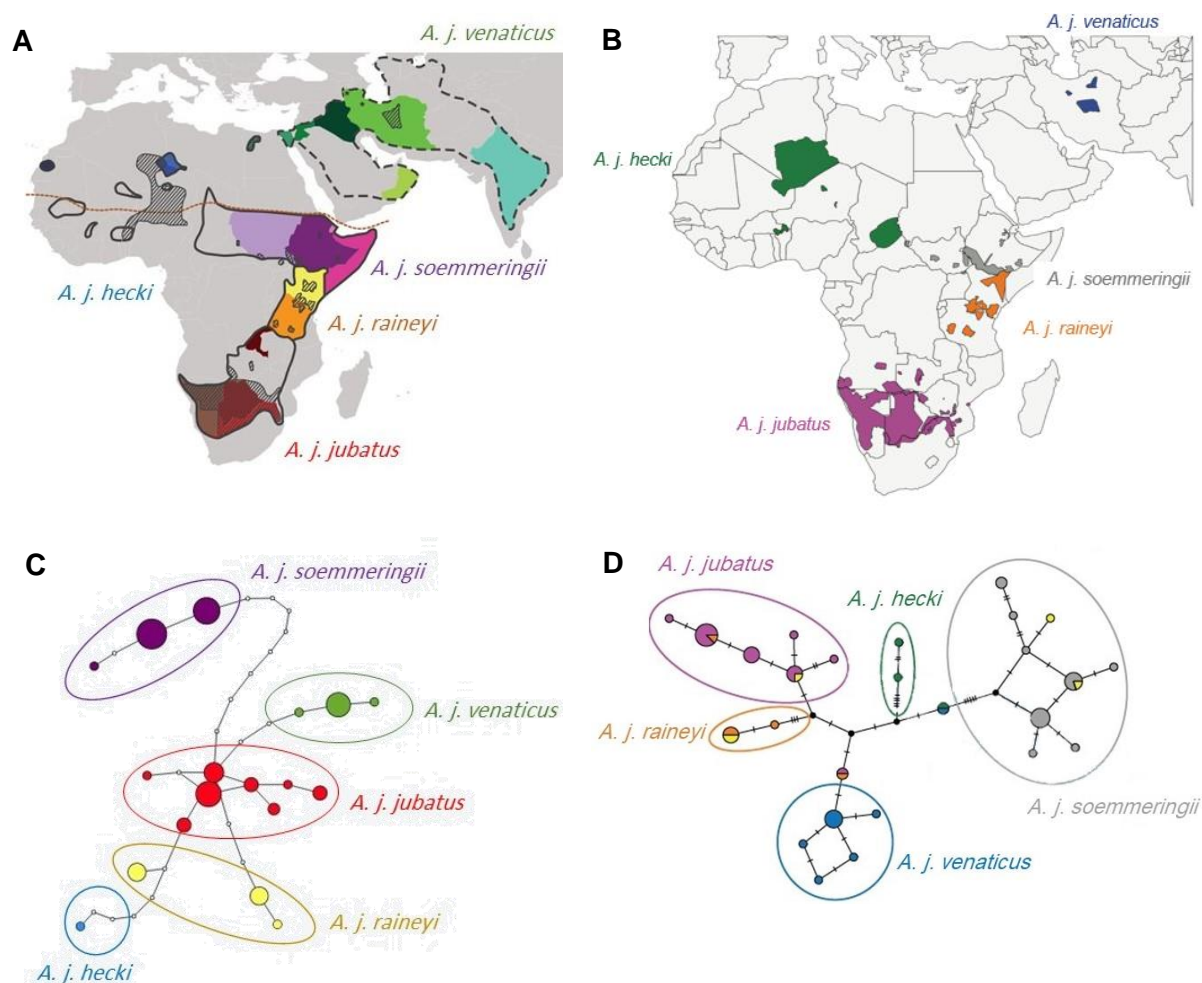 A
A. j. venaticus
A. j. hecki
A. j. soemmeringii
A. j. raineyi
A. j. jubatus
B
A. j. venaticus
A. j. hecki
A. j. soemmeringii
A. j. raineyi
A. j. jubatus
C
A. j. soemmeringii
A. j. venaticus
A. j. jubatus
A. j. raineyi
A. j. hecki
D
A. j. jubatus
A. j. hecki
A. j. raineyi
A. j. soemmeringii
A. j. venaticus